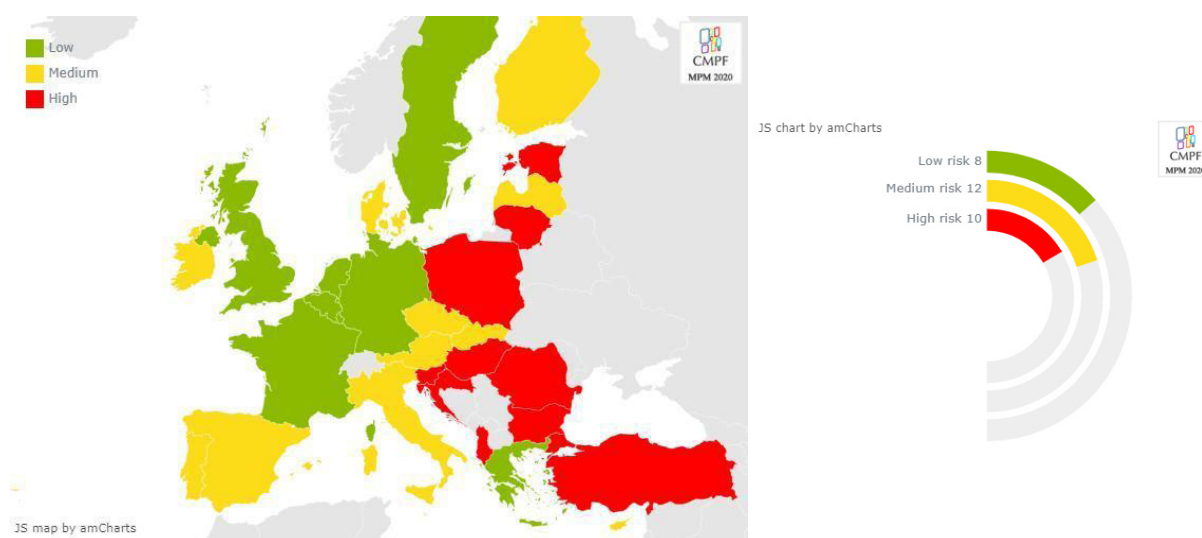 Low
Medium
High
CMPF
MPM 2020
JS map by amCharts
JS chart by amCharts
CMPF
MPM 2020
Low risk 8
Medium risk 12
High risk 10